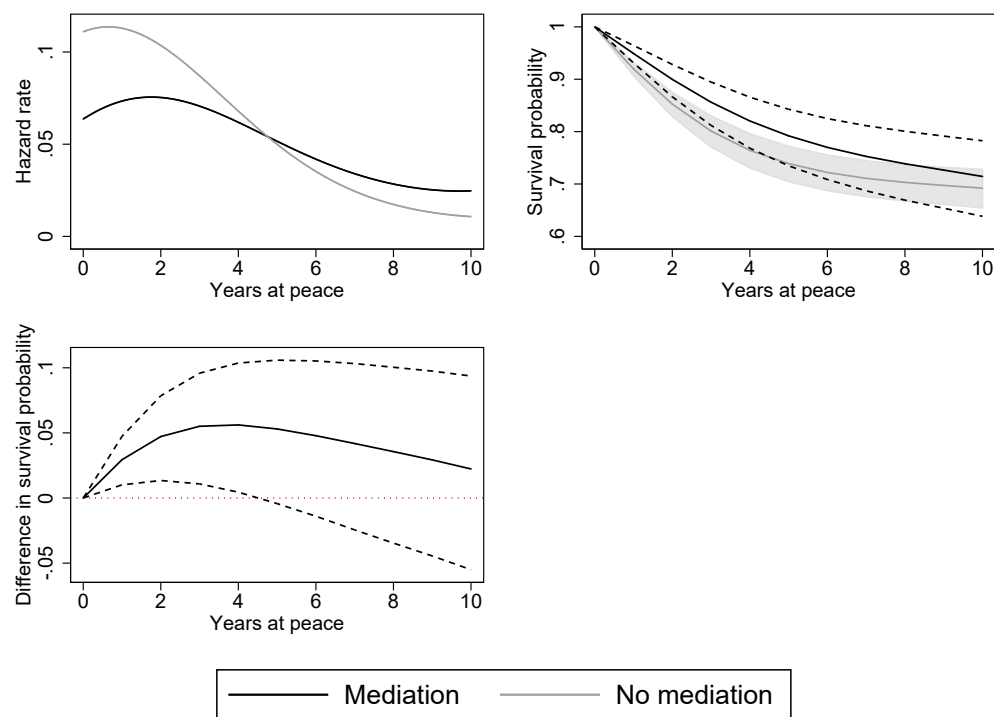 Hazard rate
.1
.05
0
0 2 4 6 8 10
Years at peace
Survival probability
1
.9
.8
.7
.6
0 2 4 6 8 10
Years at peace
Difference in survival probability
.1
.05
0
-.05
0 2 4 6 8 10
Years at peace
Mediation No mediation